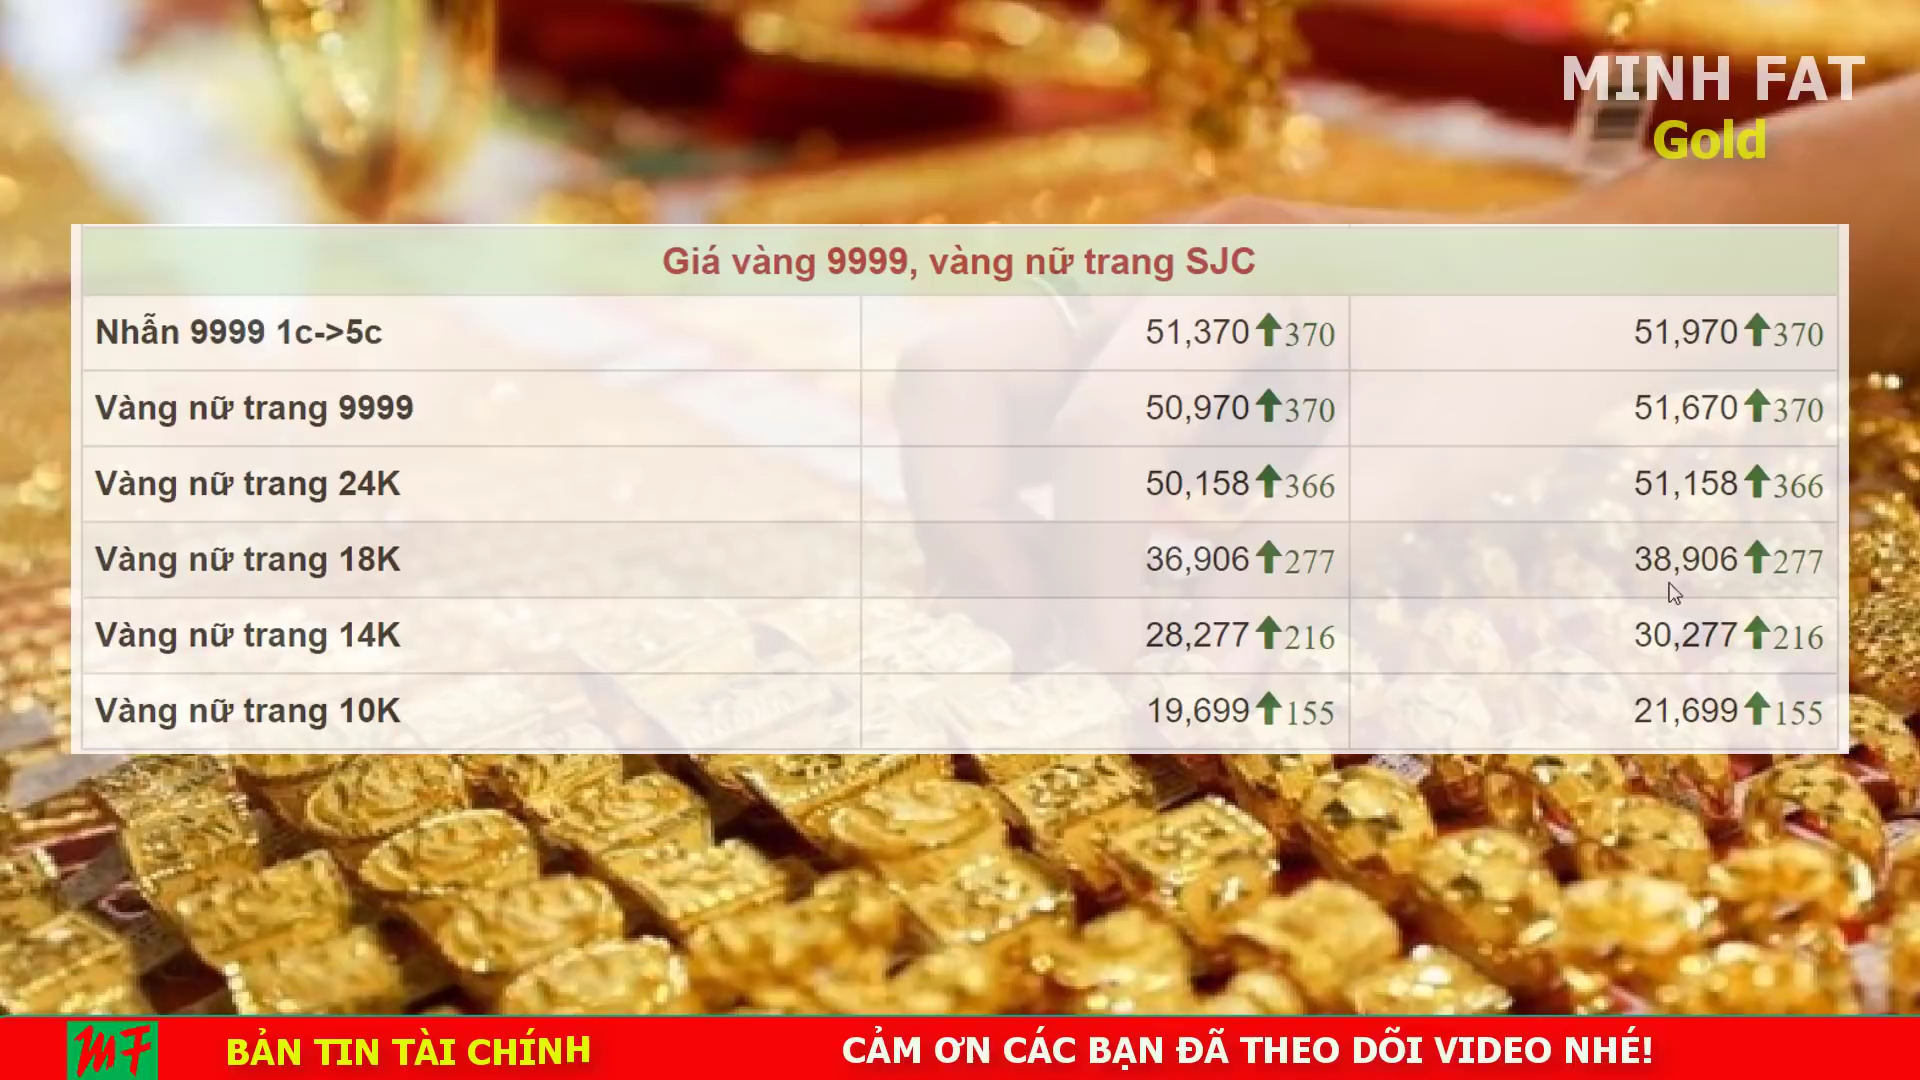 MINH FAT
Gold
Giá vàng 9999, vàng nữ trang SJC
Nhẫn 9999 1c->5c 51,370 370 51,970 370
Vàng nữ trang 9999 50,970 370 51,670 370
Vàng nữ trang 24K 50,158 366 51,158 366
Vàng nữ trang 18K 36,906 277 38,906 277
Vàng nữ trang 14K 28,277 216 30,277 216
Vàng nữ trang 10K 19,699 155 21,699 155
MF BẢN TIN TÀI CHÍNH CẢM ƠN CÁC BẠN ĐÃ THEO DÕI VIDEO NHÉ!